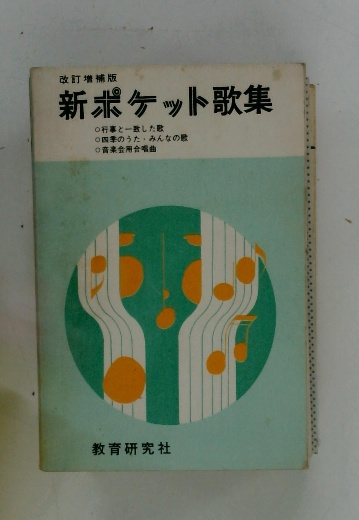 改訂増補版
新ポケット歌集
○行事と一致した歌
○四季のうた・みんなの歌
○音楽会用合唱曲
教育研究社